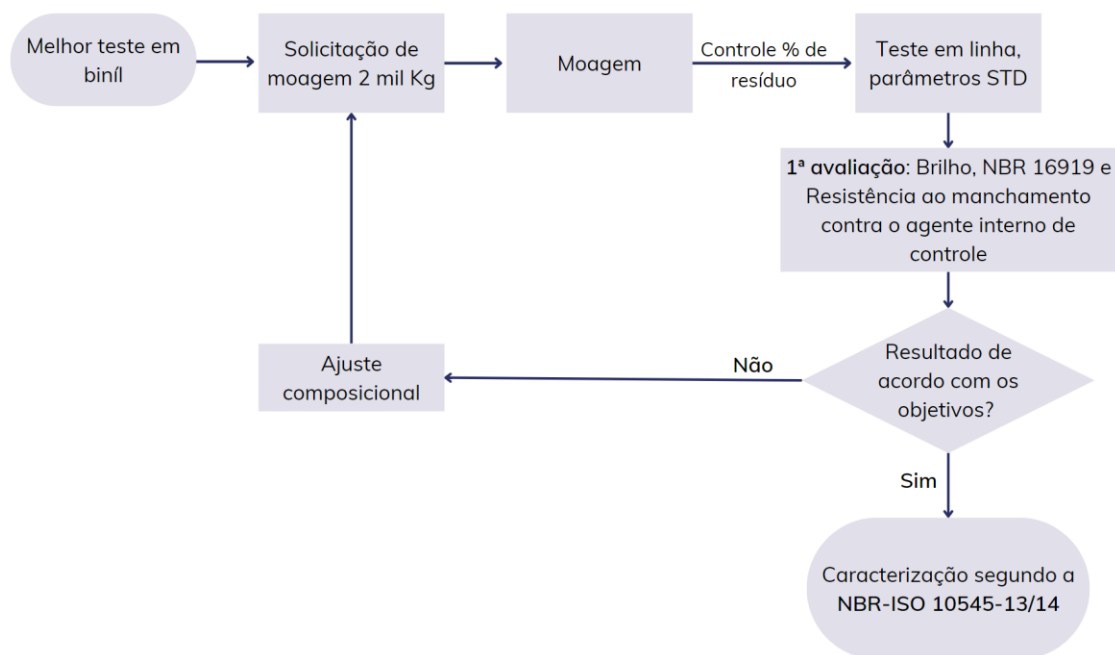 Melhor teste em
biníl
Solicitação de
moagem 2 mil Kg
Moagem
Controle % de
resíduo
Teste em linha,
parâmetros STD
1ª avaliação: Brilho, NBR 16919 e
Resistência ao manchamento
contra o agente interno de
controle
Resultado de
acordo com os
objetivos?
Não
Ajuste
composicional
Sim
Caracterização segundo a
NBR-ISO 10545-13/14